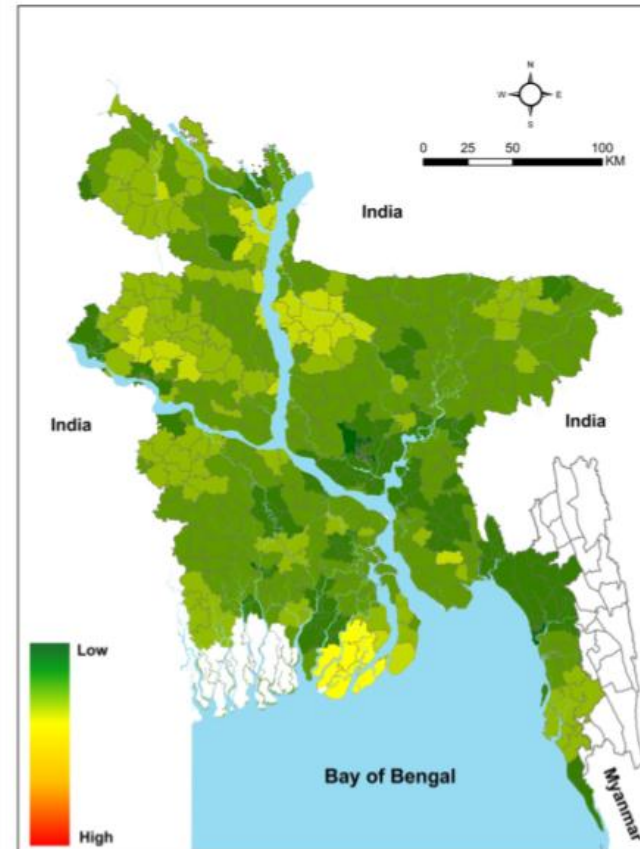 N
W E
S
0 25 50 100
KM
India
India
India
Low
High
Bay of Bengal
Myanmar